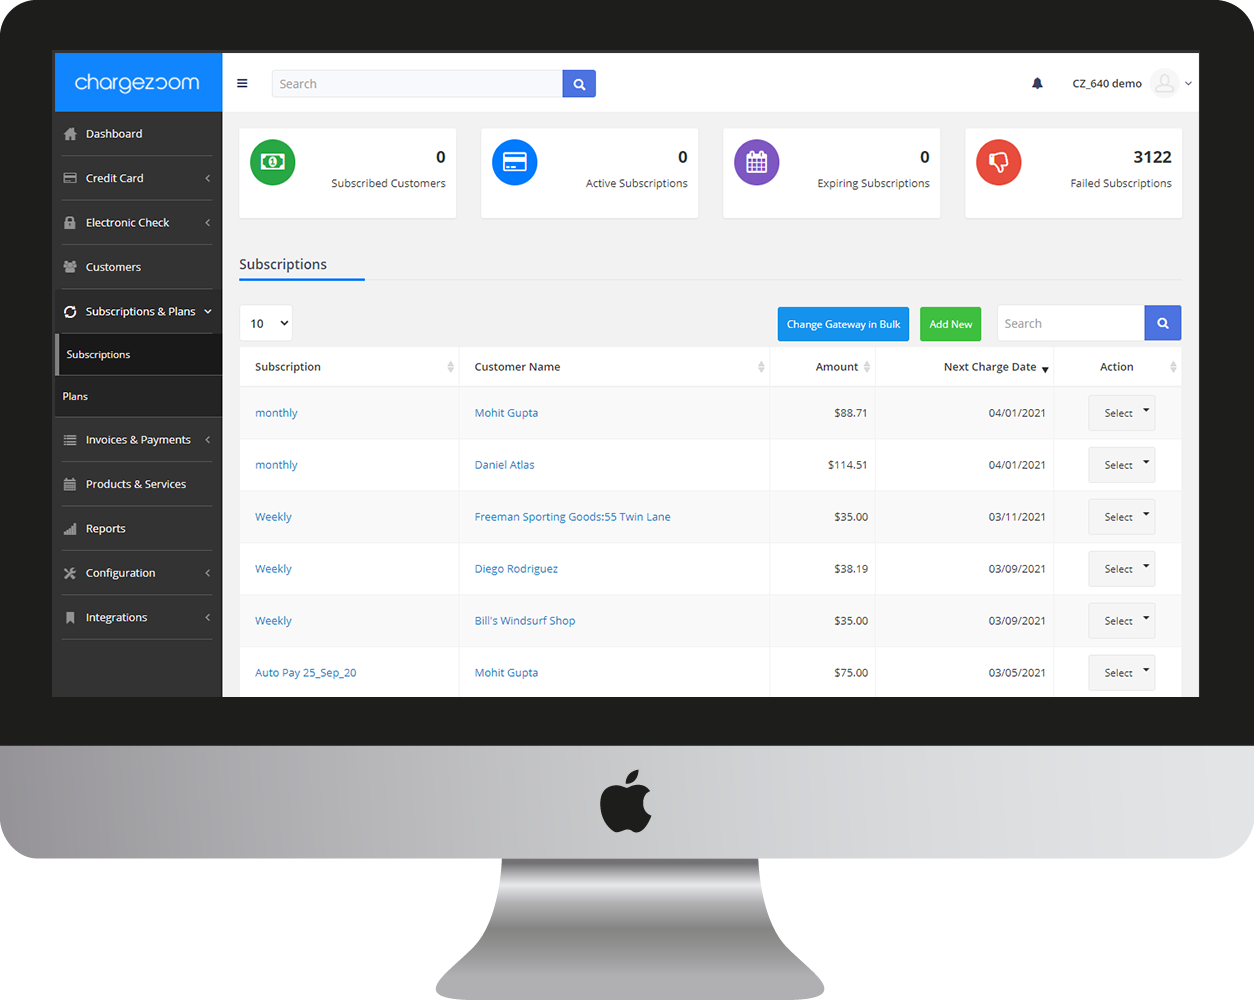 chargezoom
Search
CZ_640 demo
Dashboard
Credit Card
Electronic Check
Customers
Subscriptions & Plans
Subscriptions
Plans
Invoices & Payments
Products & Services
Reports
Configuration
Integrations
0
Subscribed Customers
0
Active Subscriptions
0
Expiring Subscriptions
3122
Failed Subscriptions
Subscriptions
10
Change Gateway in Bulk
Add New
Search
Subscription Customer Name Amount Next Charge Date Action
monthly Mohit Gupta $88.71 04/01/2021 Select
monthly Daniel Atlas $114.51 04/01/2021 Select
Weekly Freeman Sporting Goods:55 Twin Lane $35.00 03/11/2021 Select
Weekly Diego Rodriguez $38.19 03/09/2021 Select
Weekly Bill's Windsurf Shop $35.00 03/09/2021 Select
Auto Pay 25_Sep_20 Mohit Gupta $75.00 03/05/2021 Select